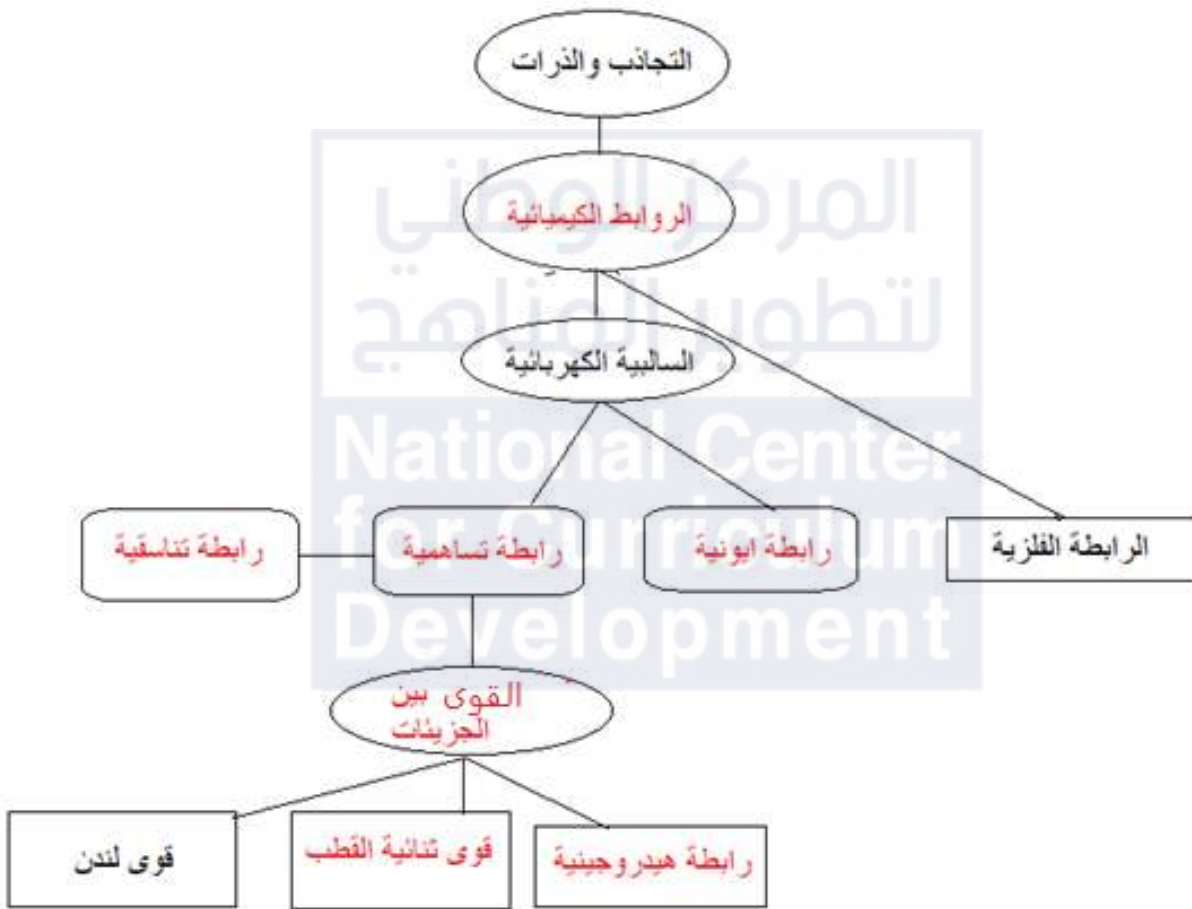 التجاذب والذرات
الروابط الكيميائية
السالبية الكهربائية
الرابطة الفلزية
رابطة ايونية
رابطة تساهمية
رابطة تناسقية
القوى بين
الجزيئات
رابطة هيدروجينية
قوى ثنائية القطب
قوى لندن
المركز الوطني
لتطوير المناهج
National Center
for Curriculum
Development